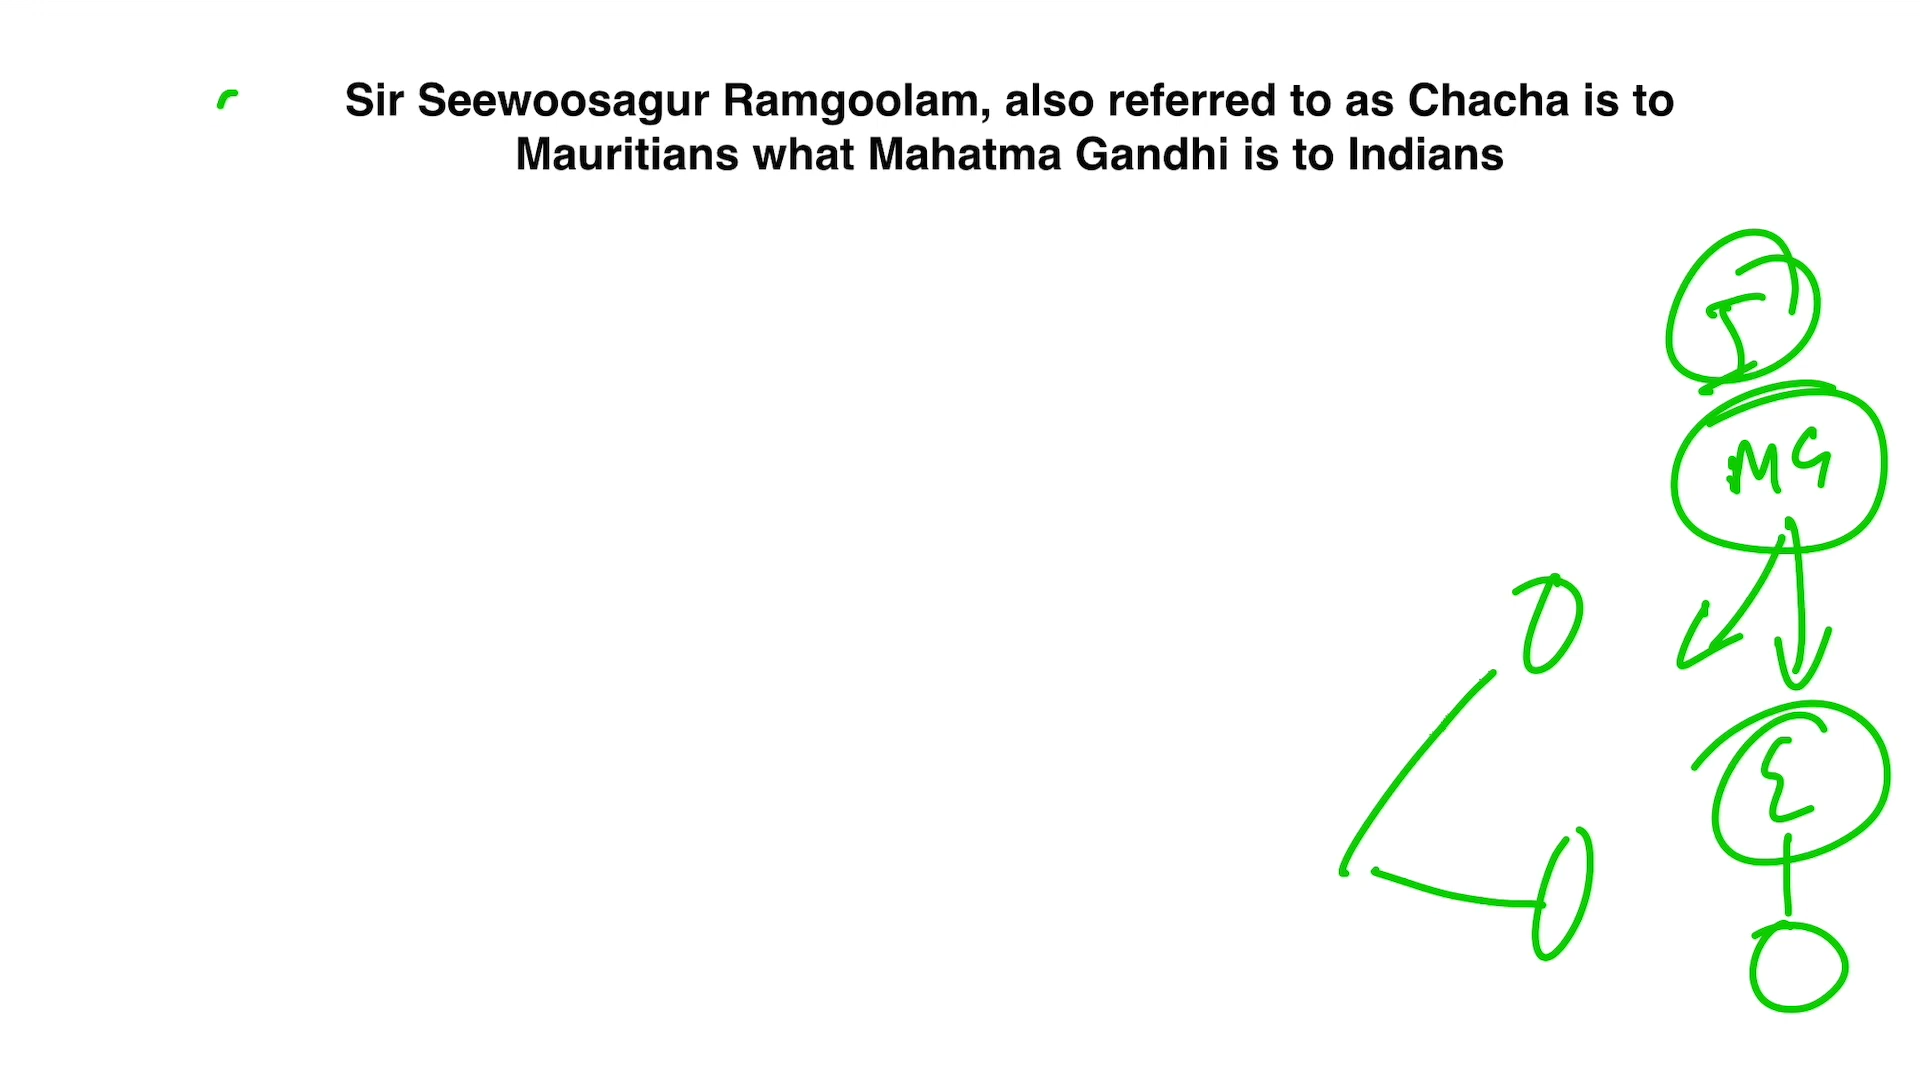 Sir Seewoosagur Ramgoolam, also referred to as Chacha is to
Mauritians what Mahatma Gandhi is to Indians
I
MG
E